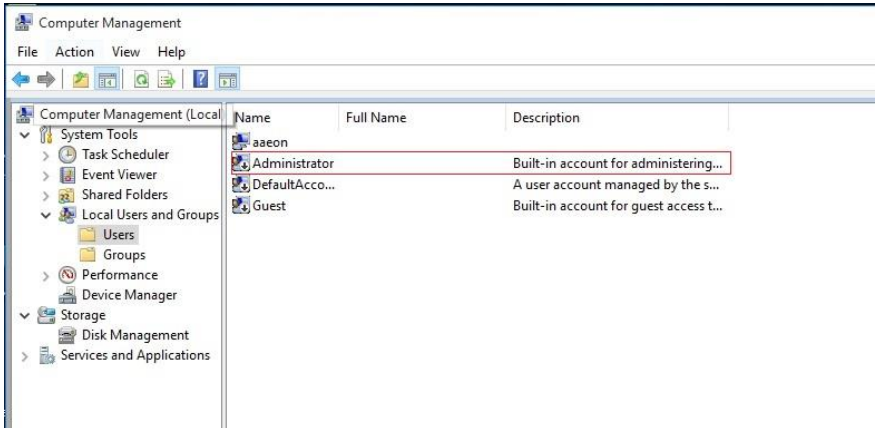 Computer Management
File Action View Help
Computer Management (Local
System Tools
Task Scheduler
Event Viewer
Shared Folders
Local Users and Groups
Users
Groups
Performance
Device Manager
Storage
Disk Management
Services and Applications
Name Full Name Description
aaeon
Administrator Built-in account for administering...
DefaultAcco... A user account managed by the s...
Guest Built-in account for guest access t...